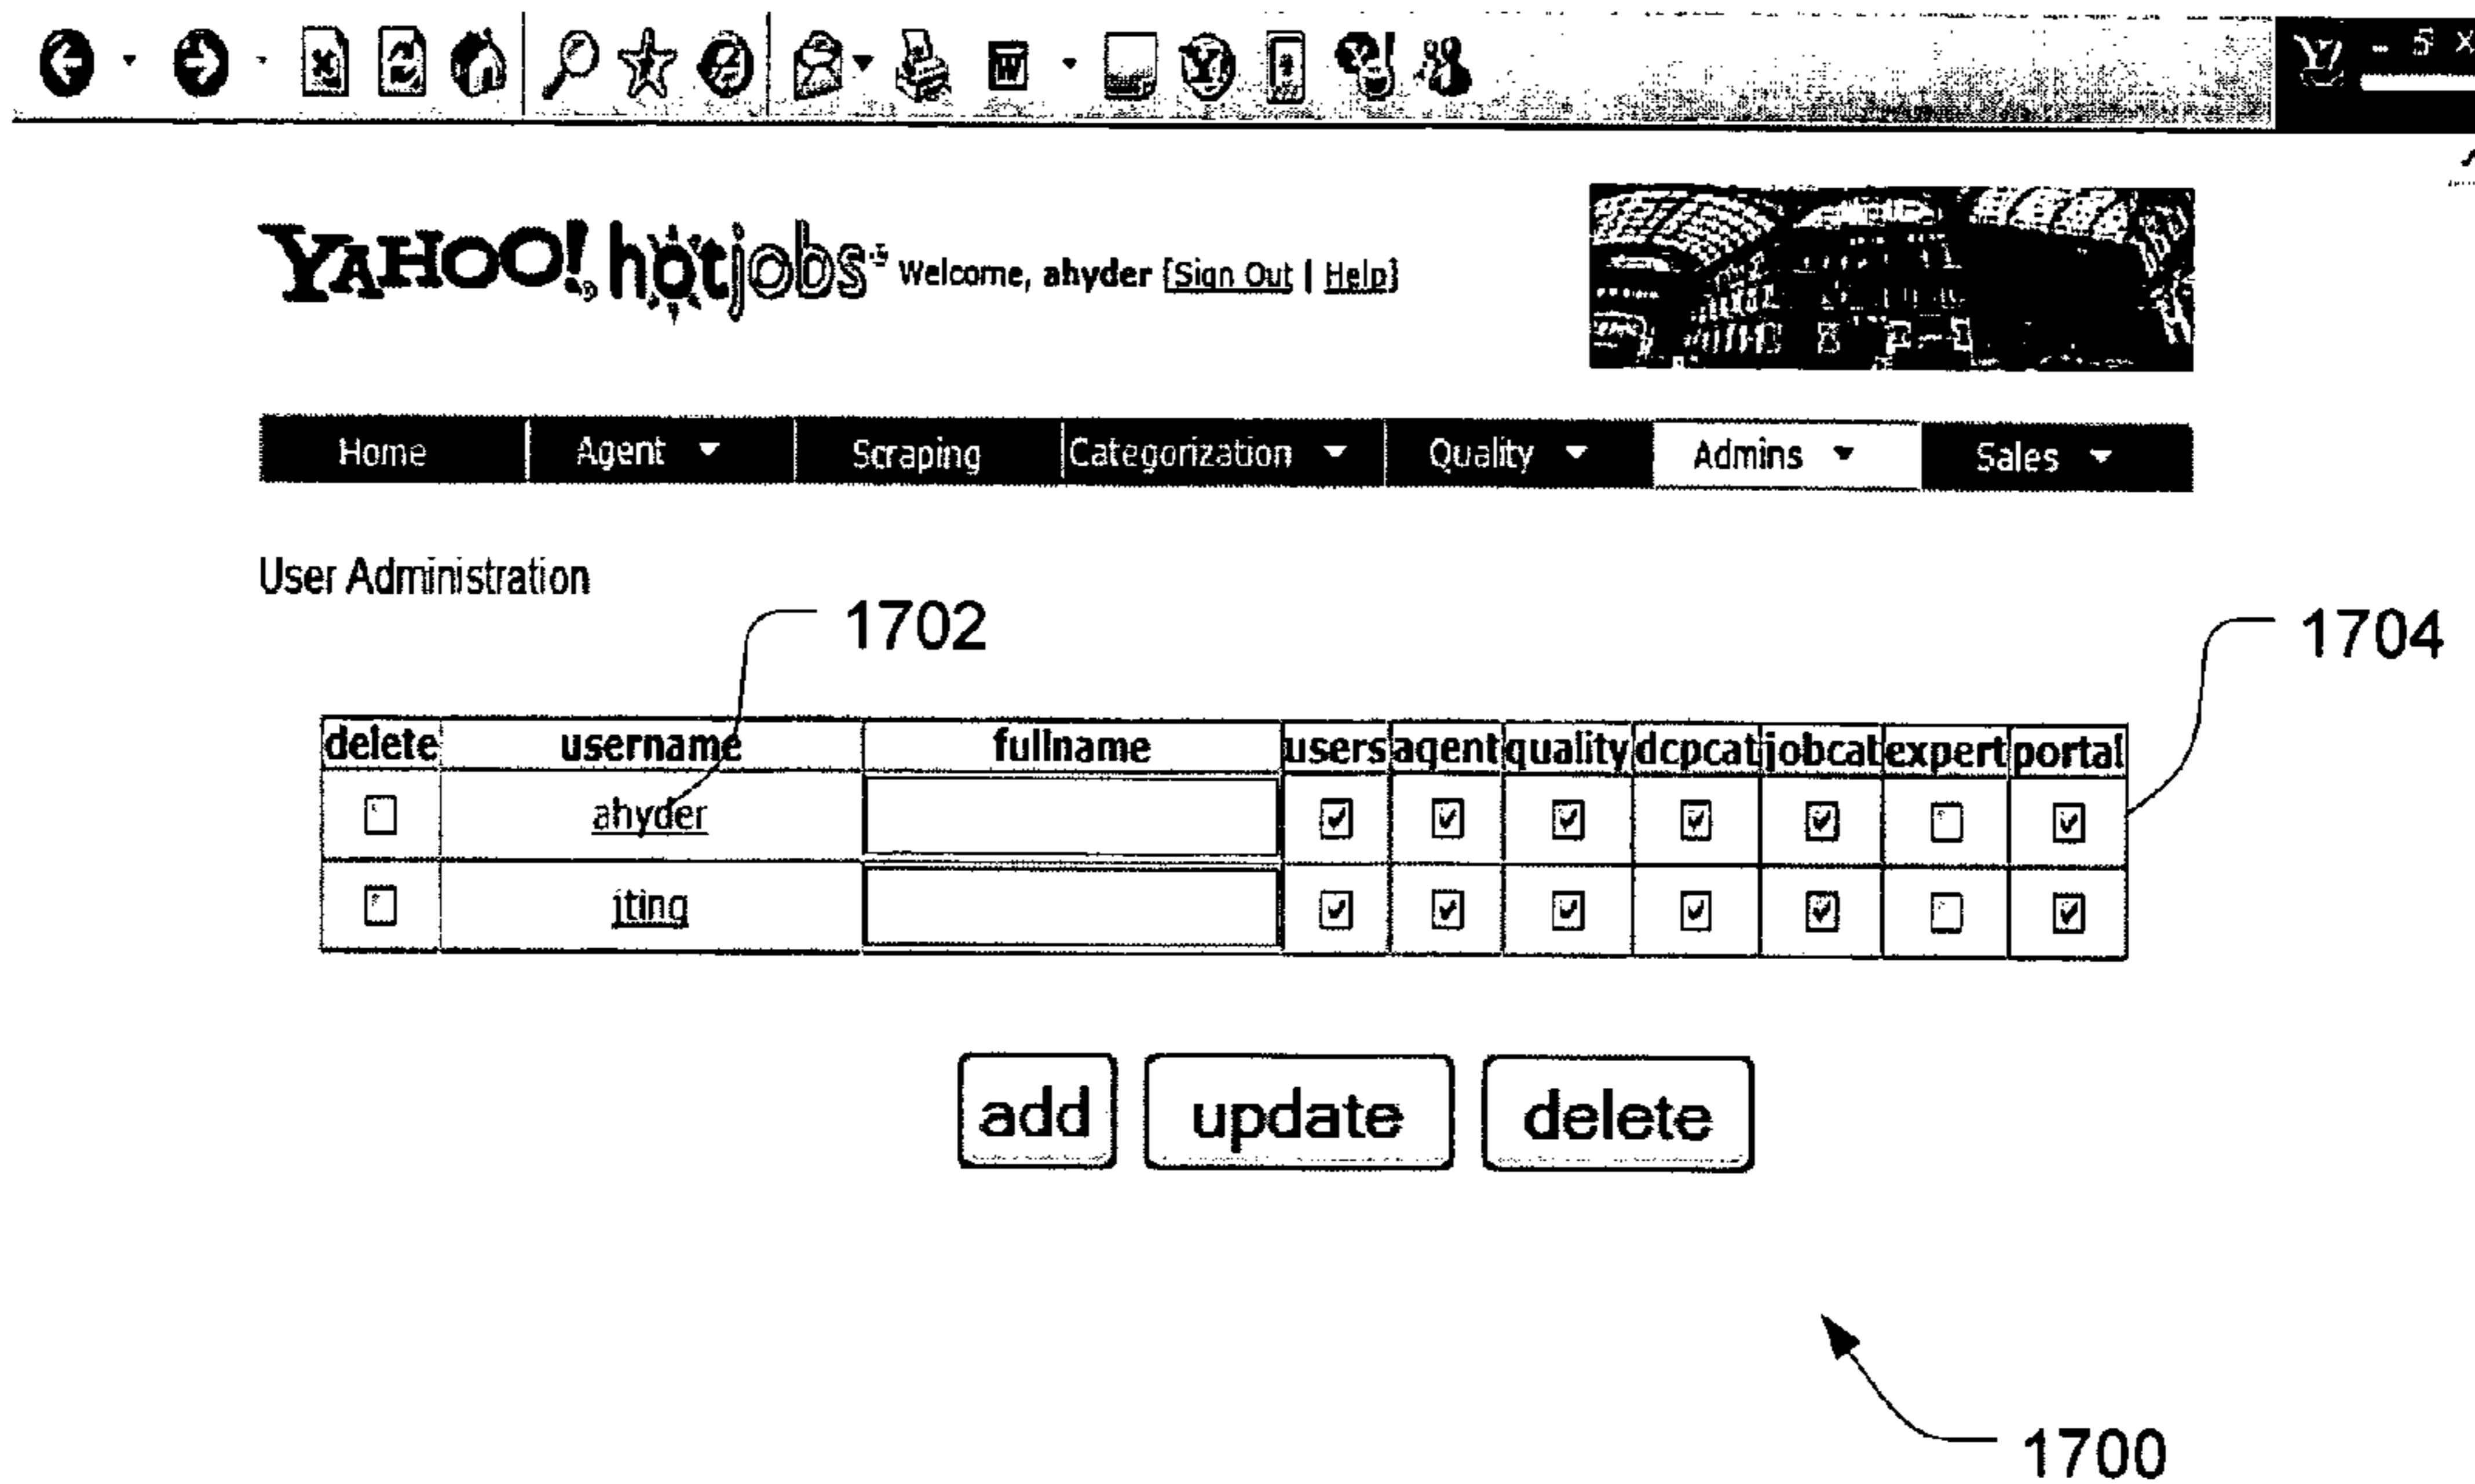 YAHOO! hotjobs Welcome, ahyder [Sign Out | Help]
Home Agent Scraping Categorization Quality Admins Sales
User Administration
1702
1704
delete username fullname users agent quality dcpcat jobcat expert portal
ahyder
jting
add update delete
1700